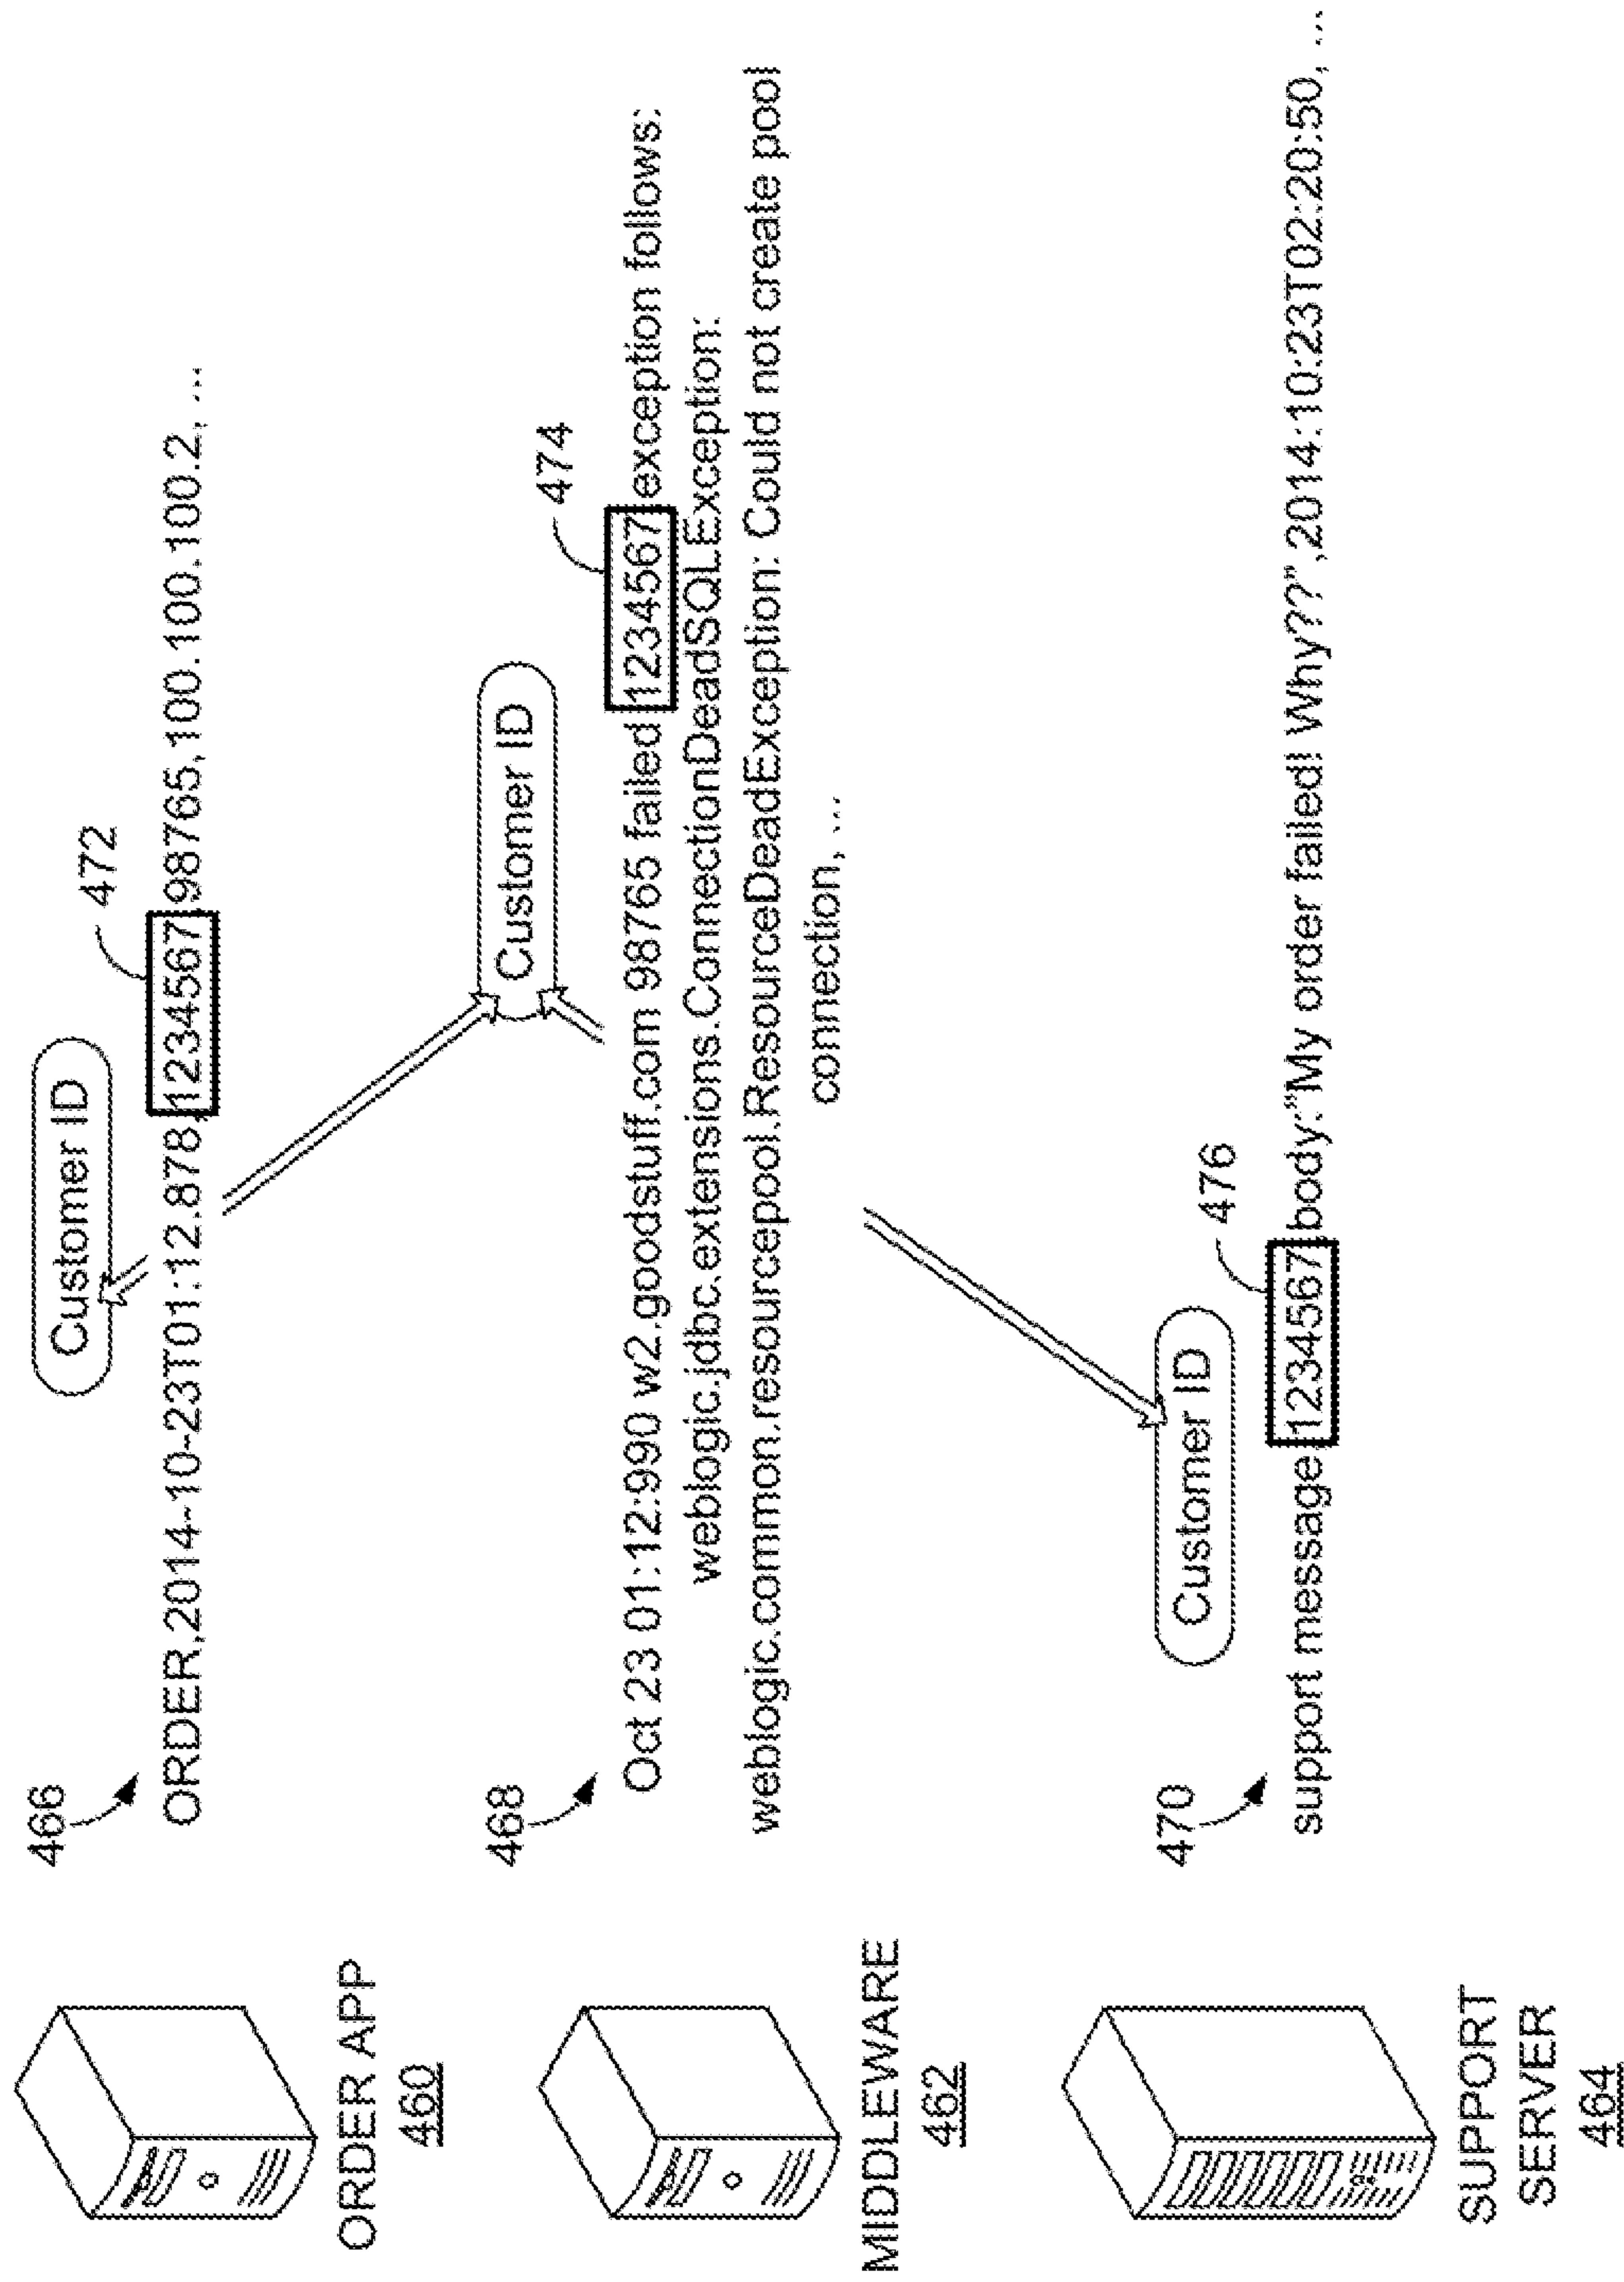 466
Customer ID
472
ORDER,2014-10-23T01:12.878,1234567,98765,100.100.100.2, ...
ORDER APP
460
468
Customer ID
474
Oct 23 01:12:990 w2.goodstuff.com 98765 failed 1234567 exception follows:
weblogic.jdbc.extensions.ConnectionDeadSQLException:
weblogic.common.resourcepool.ResourceDeadException: Could not create pool
connection, ...
MIDDLEWARE
462
470
Customer ID
476
support message 1234567 body:"My order failed! Why??",2014:10:23T02:20:50, ...
SUPPORT
SERVER
464